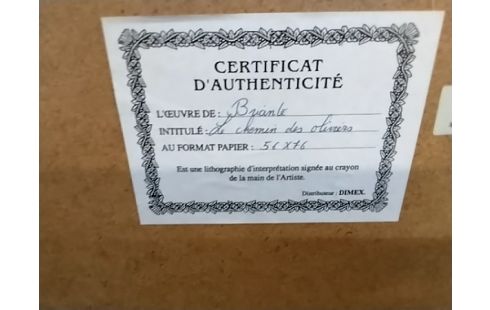 CERTIFICAT
D'AUTHENTICITÉ
L'ŒUVRE DE : Briante
INTITULÉ : Le chemin des oliviers
AU FORMAT PAPIER : 56 X 76
Est une lithographie d'interprétation signée au crayon
de la main de l'Artiste.
Distributeur : DIMEX.